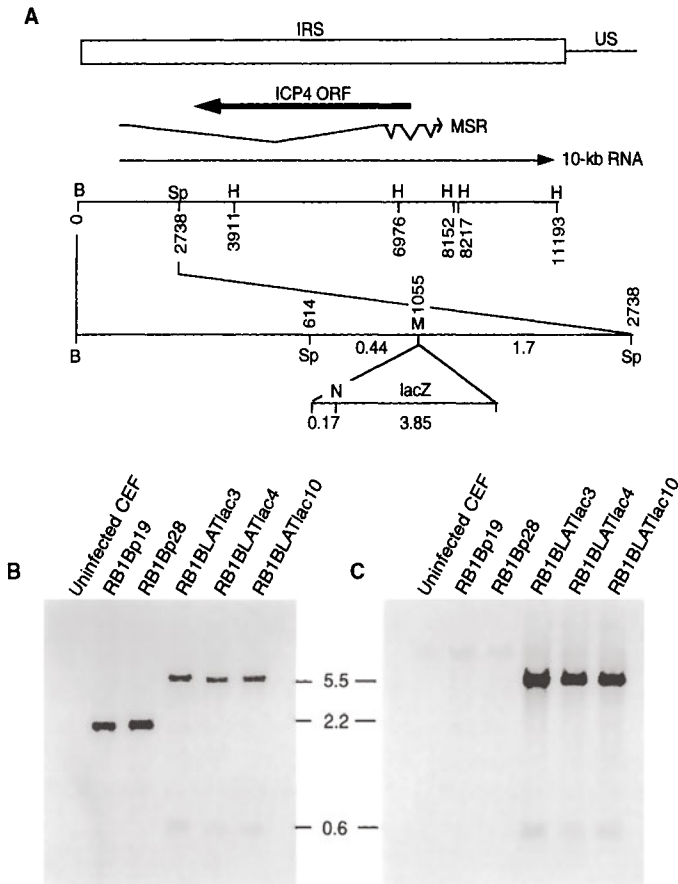 A
IRS
US
ICP4 ORF
MSR
10-kb RNA
B Sp H H H H H
0 2738 3911 6976 8152 8217 11193
614 1055 2738
M
B Sp 0.44 1.7 Sp
N lacZ
0.17 3.85
B
Uninfected CEF
RB1Bp19
RB1Bp28
RB1BLATlac3
RB1BLATlac4
RB1BLATlac10
C
Uninfected CEF
RB1Bp19
RB1Bp28
RB1BLATlac3
RB1BLATlac4
RB1BLATlac10
5.5
2.2
0.6